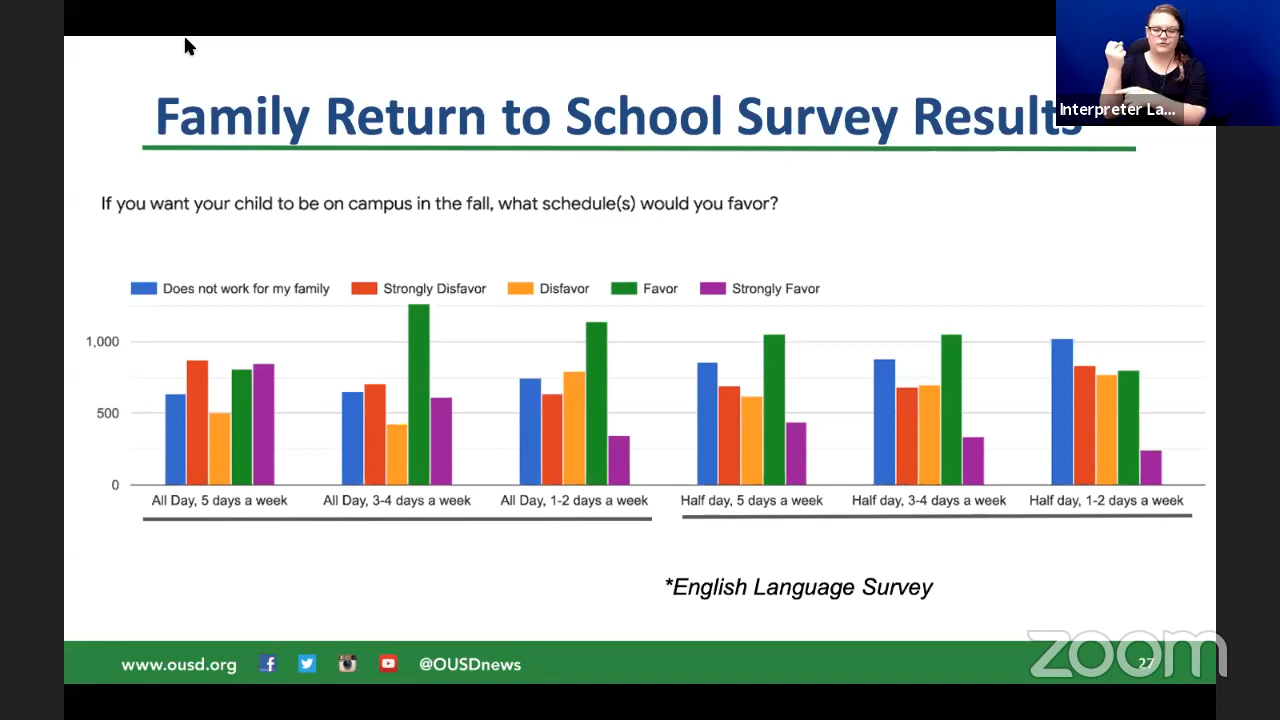 Interpreter La...
Family Return to School Survey Results
If you want your child to be on campus in the fall, what schedule(s) would you favor?
Does not work for my family Strongly Disfavor Disfavor Favor Strongly Favor
1,000
500
0
All Day, 5 days a week All Day, 3-4 days a week All Day, 1-2 days a week Half day, 5 days a week Half day, 3-4 days a week Half day, 1-2 days a week
*English Language Survey
www.ousd.org @OUSDnews
27
zoom